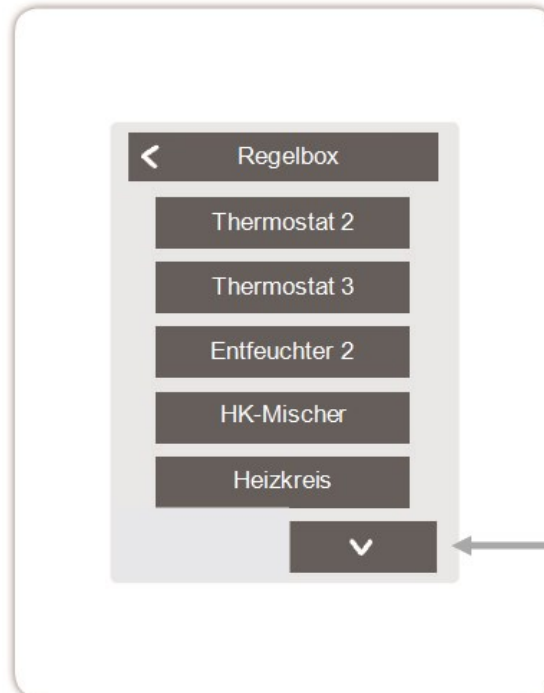 Regelbox
Thermostat 2
Thermostat 3
Entfeuchter 2
HK-Mischer
Heizkreis